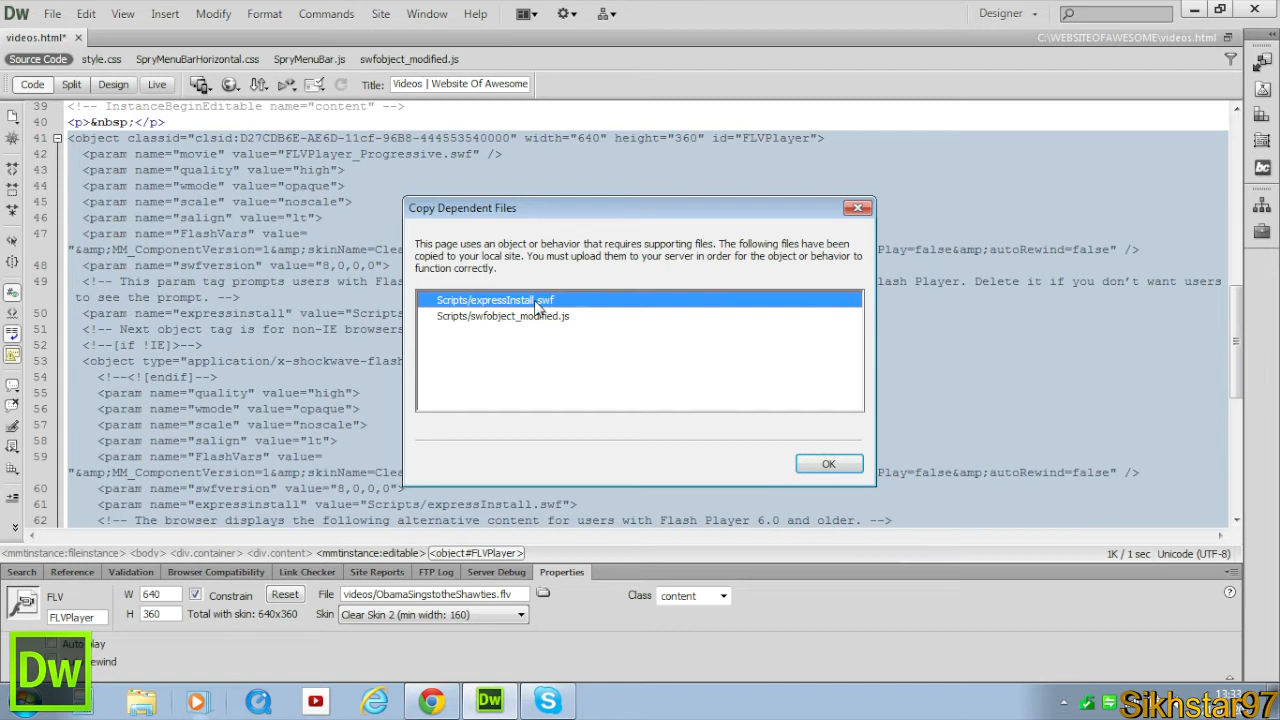 Dw File Edit View Insert Modify Format Commands Site Window Help Designer
videos.html* C:\WEBSITEOFAWESOME\videos.html
Source Code style.css SpryMenuBarHorizontal.css SpryMenuBar.js swfobject_modified.js
Code Split Design Live Title: Videos | Website Of Awesome
39 <!-- InstanceBeginEditable name="content" -->
40 <p>&nbsp;</p>
41 <object classid="clsid:D27CDB6E-AE6D-11cf-96B8-444553540000" width="640" height="360" id="FLVPlayer">
42 <param name="movie" value="FLVPlayer_Progressive.swf" />
43 <param name="quality" value="high">
44 <param name="wmode" value="opaque">
45 <param name="scale" value="noscale">
46 <param name="salign" value="lt">
47 <param name="FlashVars" value=
"&amp;MM_ComponentVersion=1&amp;skinName=Clea Play=false&amp;autoRewind=false" />
48 <param name="swfversion" value="8,0,0,0">
49 <!-- This param tag prompts users with F lash Player. Delete it if you don't want users
to see the prompt. -->
50 <param name="expressinstall" value="Scripts
51 <!-- Next object tag is for non-IE browsers
52 <!--[if !IE]>-->
53 <object type="application/x-shockwave-flash
54 <!--<![endif]-->
55 <param name="quality" value="high">
56 <param name="wmode" value="opaque">
57 <param name="scale" value="noscale">
58 <param name="salign" value="lt">
59 <param name="FlashVars" value=
"&amp;MM_ComponentVersion=1&amp;skinName=Clea Play=false&amp;autoRewind=false" />
60 <param name="swfversion" value="8,0,0,0">
61 <param name="expressinstall" value="Scripts/expressInstall.swf">
62 <!-- The browser displays the following alternative content for users with Flash Player 6.0 and older. -->
Copy Dependent Files
This page uses an object or behavior that requires supporting files. The following files have been
copied to your local site. You must upload them to your server in order for the object or behavior to
function correctly.
Scripts/expressInstall.swf
Scripts/swfobject_modified.js
OK
<mmtinstance:fileinstance> <body> <div.container> <div.content> <mmtinstance:editable> <object#FLVPlayer> 1K / 1 sec Unicode (UTF-8)
Search Reference Validation Browser Compatibility Link Checker Site Reports FTP Log Server Debug Properties
FLV W 640 Constrain Reset File videos/ObamaSingstotheShawties.flv Class content
FLVPlayer H 360 Total with skin: 640x360 Skin Clear Skin 2 (min width: 160)
Auto play
Dw
13:33
Sikhstar97
bc